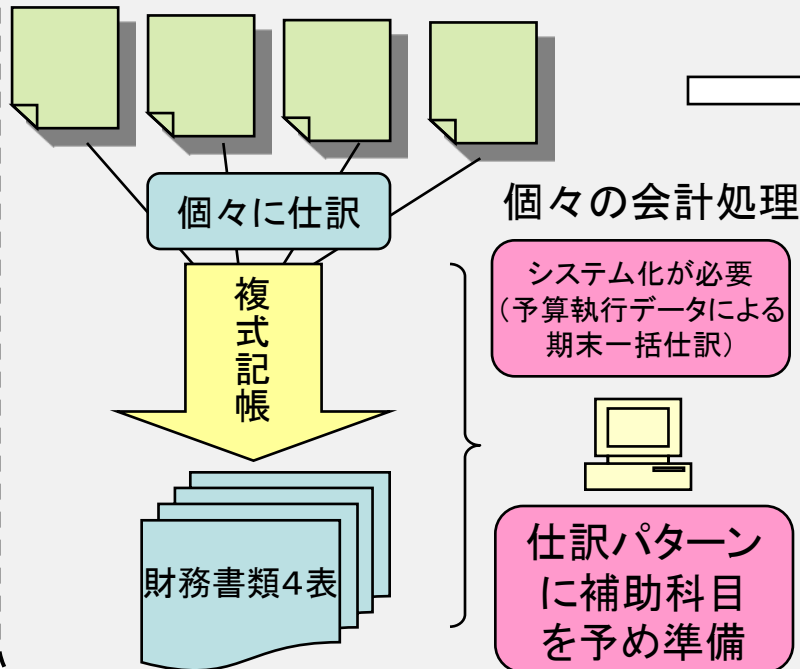 個々に仕訳
複式記帳
財務書類4表
個々の会計処理
システム化が必要
(予算執行データによる
期末一括仕訳)
仕訳パターン
に補助科目
を予め準備